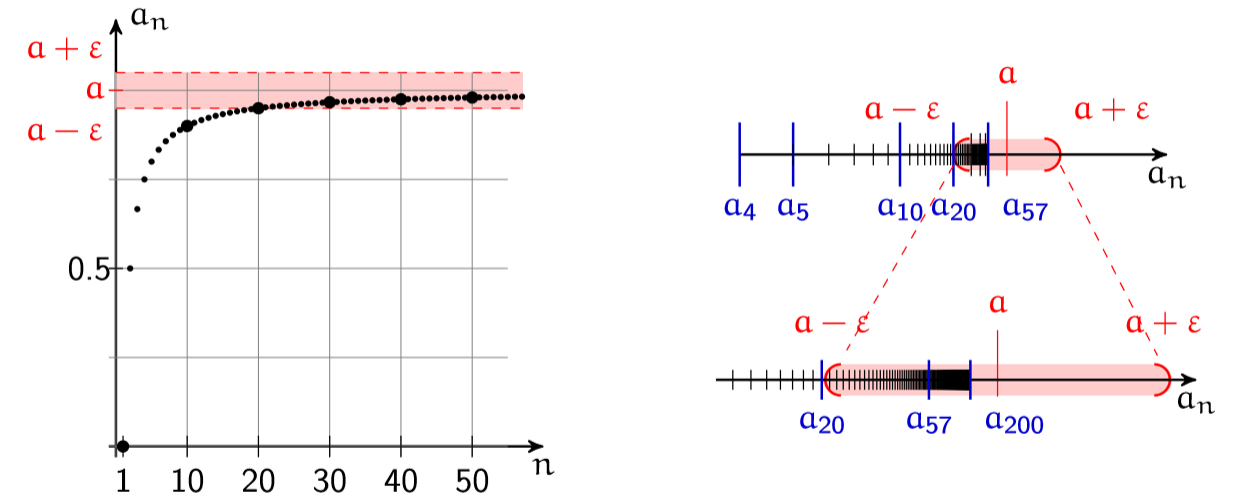 aₙ
a + ε
a
a − ε
0.5
1 10 20 30 40 50
n
a
a − ε a + ε
aₙ
a₄ a₅ a₁₀ a₂₀ a₅₇
a
a − ε a + ε
aₙ
a₂₀ a₅₇ a₂₀₀